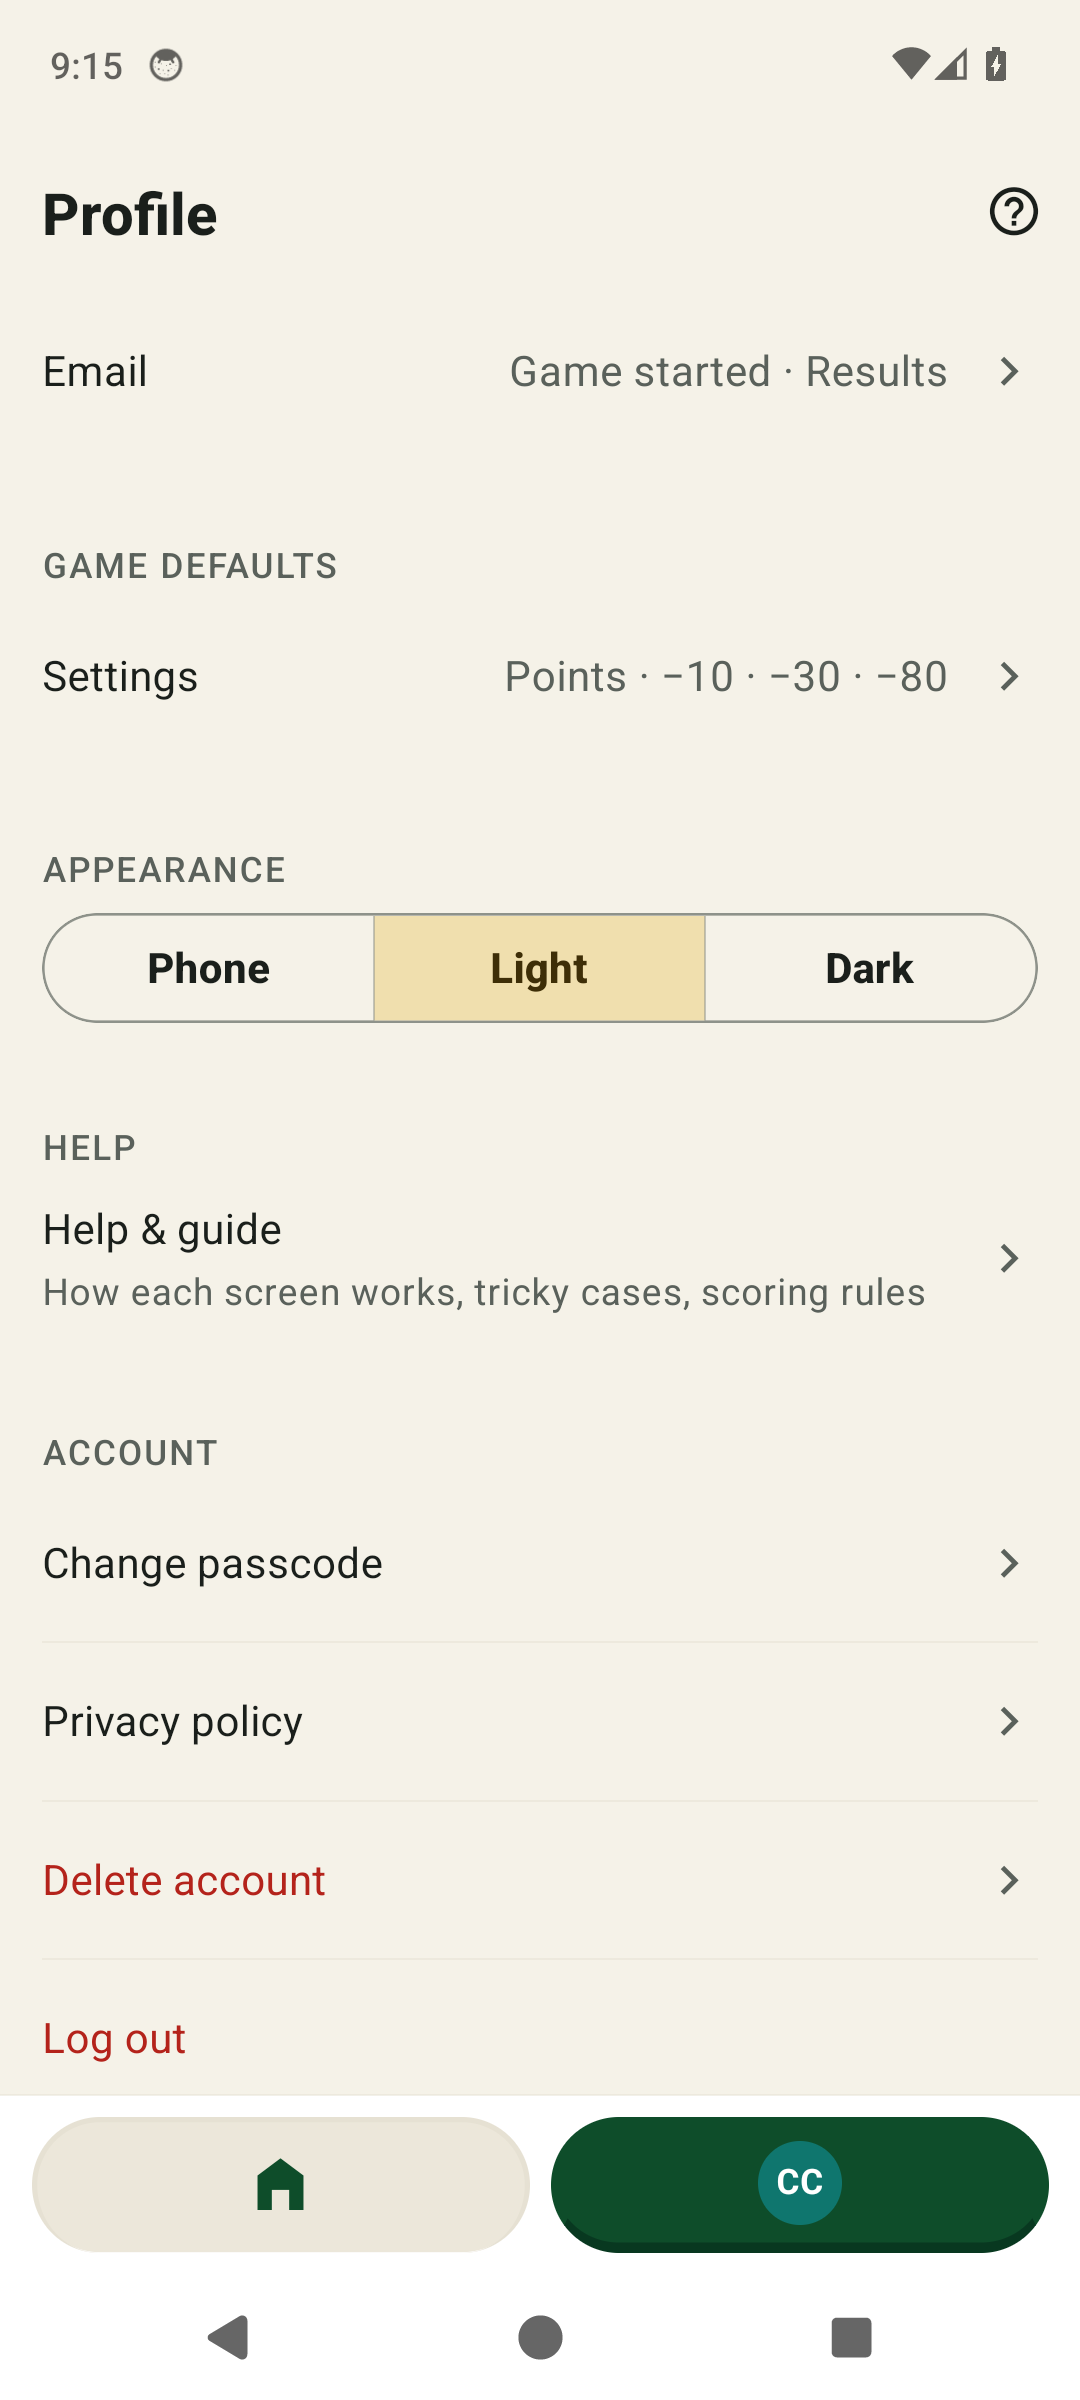 9:15
Profile
Email Game started · Results
GAME DEFAULTS
Settings Points · −10 · −30 · −80
APPEARANCE
Phone Light Dark
HELP
Help & guide
How each screen works, tricky cases, scoring rules
ACCOUNT
Change passcode
Privacy policy
Delete account
Log out
CC